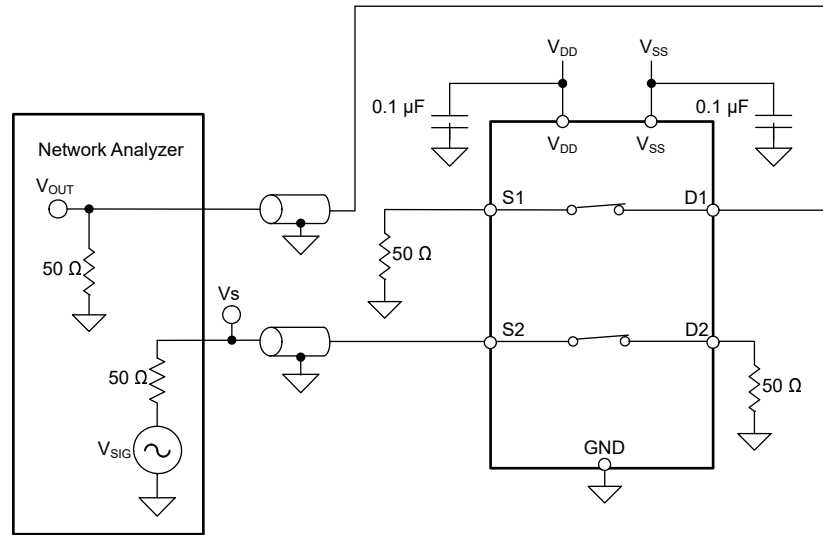 V_DD
V_SS
0.1 µF
0.1 µF
V_DD
V_SS
Network Analyzer
V_OUT
50 Ω
S1
D1
50 Ω
Vs
S2
D2
50 Ω
50 Ω
V_SIG
GND